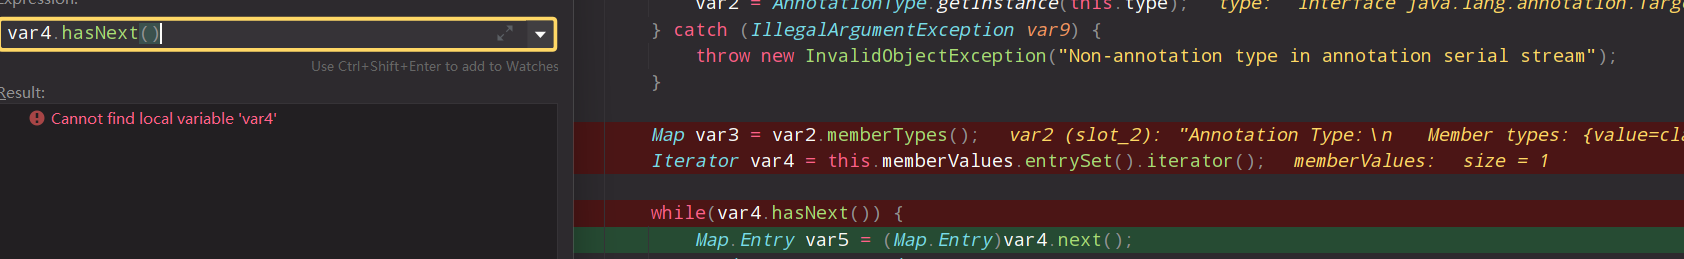 Expression:
var4.hasNext()
Use Ctrl+Shift+Enter to add to Watches
Result:
Cannot find local variable 'var4'
var2 = AnnotationType.getInstance(this.type); type: "interface java.lang.annotation.Targ
} catch (IllegalArgumentException var9) {
throw new InvalidObjectException("Non-annotation type in annotation serial stream");
}
Map var3 = var2.memberTypes(); var2 (slot_2): "Annotation Type:\n Member types: {value=cla
Iterator var4 = this.memberValues.entrySet().iterator(); memberValues: size = 1
while(var4.hasNext()) {
Map.Entry var5 = (Map.Entry)var4.next();